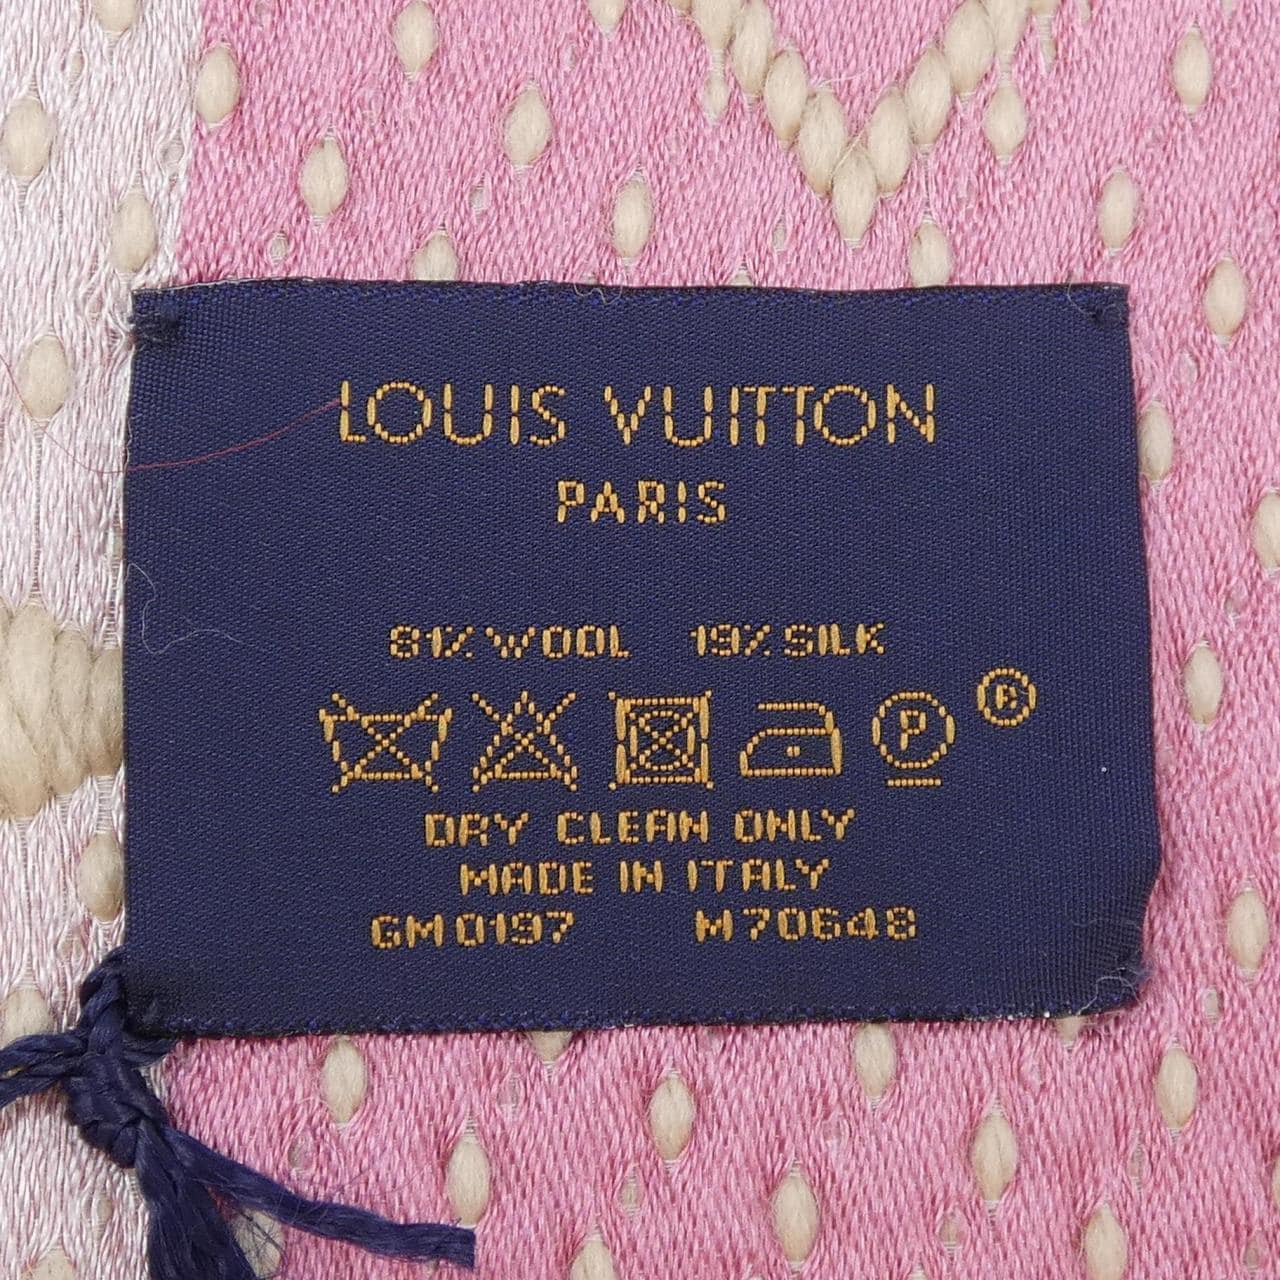 LOUIS VUITTON
PARIS
81% WOOL 19% SILK
P ®
DRY CLEAN ONLY
MADE IN ITALY
GM0197 M70648